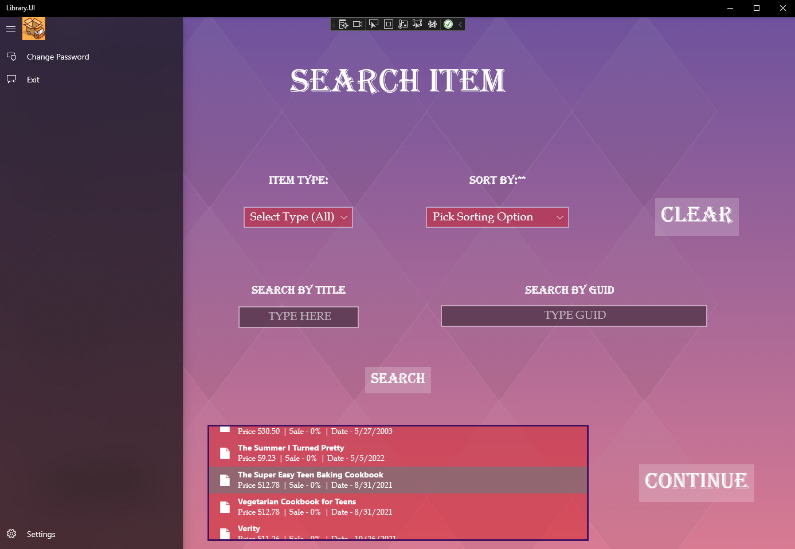 Library.UI
Change Password
Exit
SEARCH ITEM
ITEM TYPE:
SORT BY:^^
Select Type (All)
Pick Sorting Option
CLEAR
SEARCH BY TITLE
SEARCH BY GUID
TYPE HERE
TYPE GUID
SEARCH
Price $30.50 | Sale - 0% | Date - 5/27/2003
The Summer I Turned Pretty
Price $9.23 | Sale - 0% | Date - 5/5/2022
The Super Easy Teen Baking Cookbook
Price $12.78 | Sale - 0% | Date - 8/31/2021
Vegetarian Cookbook for Teens
Price $12.78 | Sale - 0% | Date - 8/31/2021
Verity
Price $11.26 | Sale - 0% | Date - 10/26/2021
CONTINUE
Settings